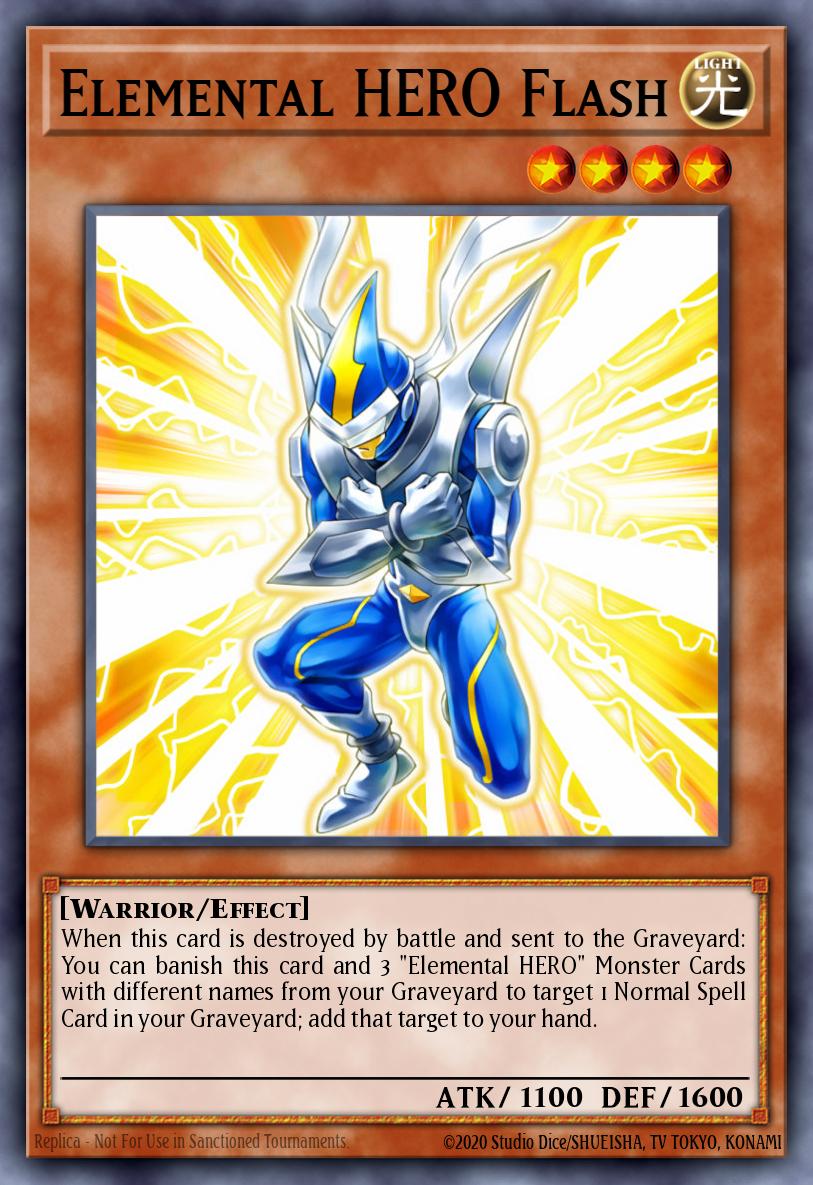 Elemental HERO Flash
LIGHT
光
[Warrior/Effect]
When this card is destroyed by battle and sent to the Graveyard:
You can banish this card and 3 "Elemental HERO" Monster Cards
with different names from your Graveyard to target 1 Normal Spell
Card in your Graveyard; add that target to your hand.
ATK/ 1100 DEF/ 1600
Replica - Not For Use in Sanctioned Tournaments.
©2020 Studio Dice/SHUEISHA, TV TOKYO, KONAMI